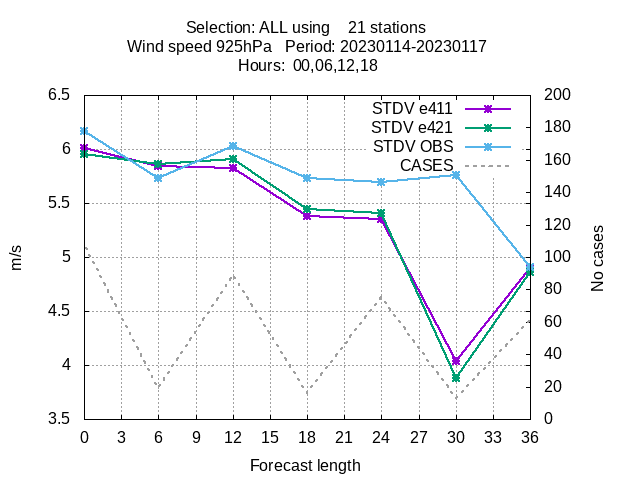 Selection: ALL using    21 stations
Wind speed 925hPa   Period: 20230114-20230117
Hours:  00,06,12,18
STDV e411
STDV e421
STDV OBS
CASES
6.5
6
5.5
5
4.5
4
3.5
m/s
200
180
160
140
120
100
80
60
40
20
0
No cases
0 3 6 9 12 15 18 21 24 27 30 33 36
Forecast length